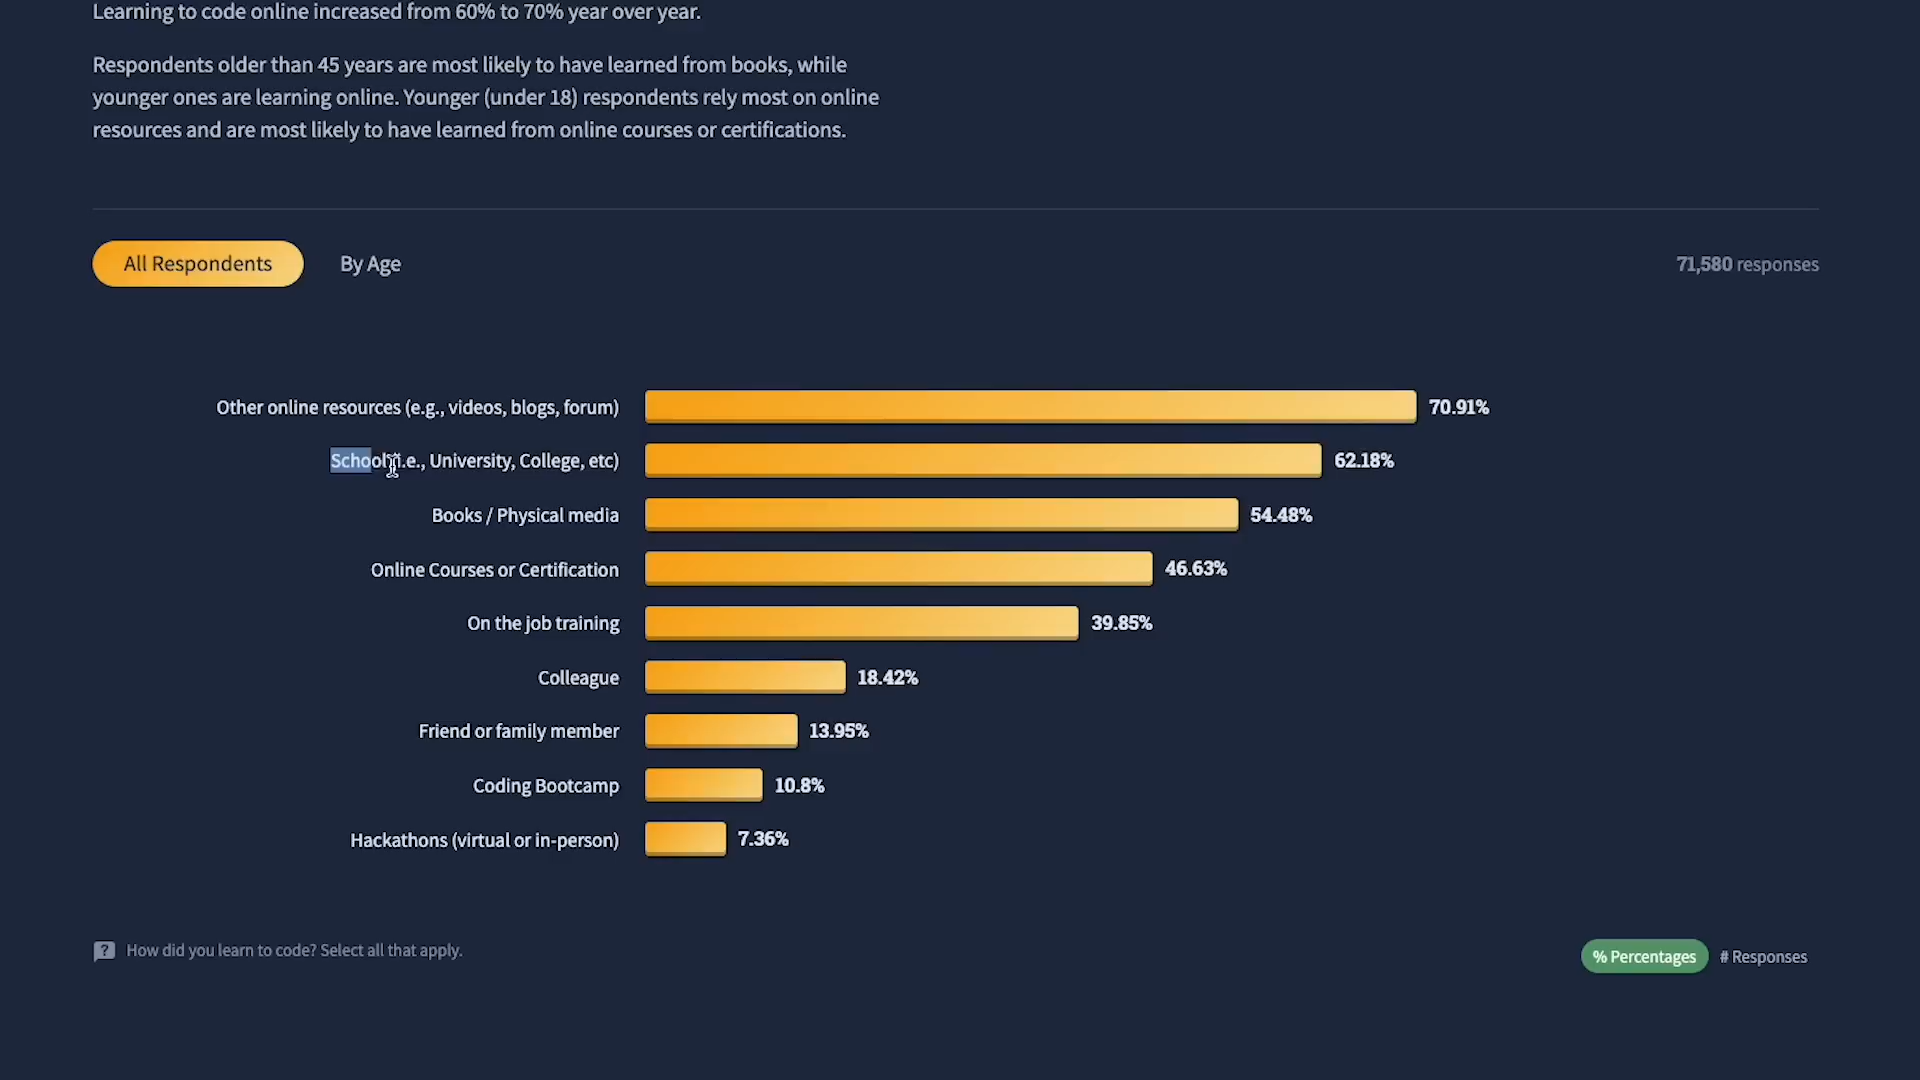 Learning to code online increased from 60% to 70% year over year.
Respondents older than 45 years are most likely to have learned from books, while
younger ones are learning online. Younger (under 18) respondents rely most on online
resources and are most likely to have learned from online courses or certifications.
All Respondents
By Age
71,580 responses
Other online resources (e.g., videos, blogs, forum) 70.91%
School (i.e., University, College, etc) 62.18%
Books / Physical media 54.48%
Online Courses or Certification 46.63%
On the job training 39.85%
Colleague 18.42%
Friend or family member 13.95%
Coding Bootcamp 10.8%
Hackathons (virtual or in-person) 7.36%
? How did you learn to code? Select all that apply.
% Percentages
# Responses